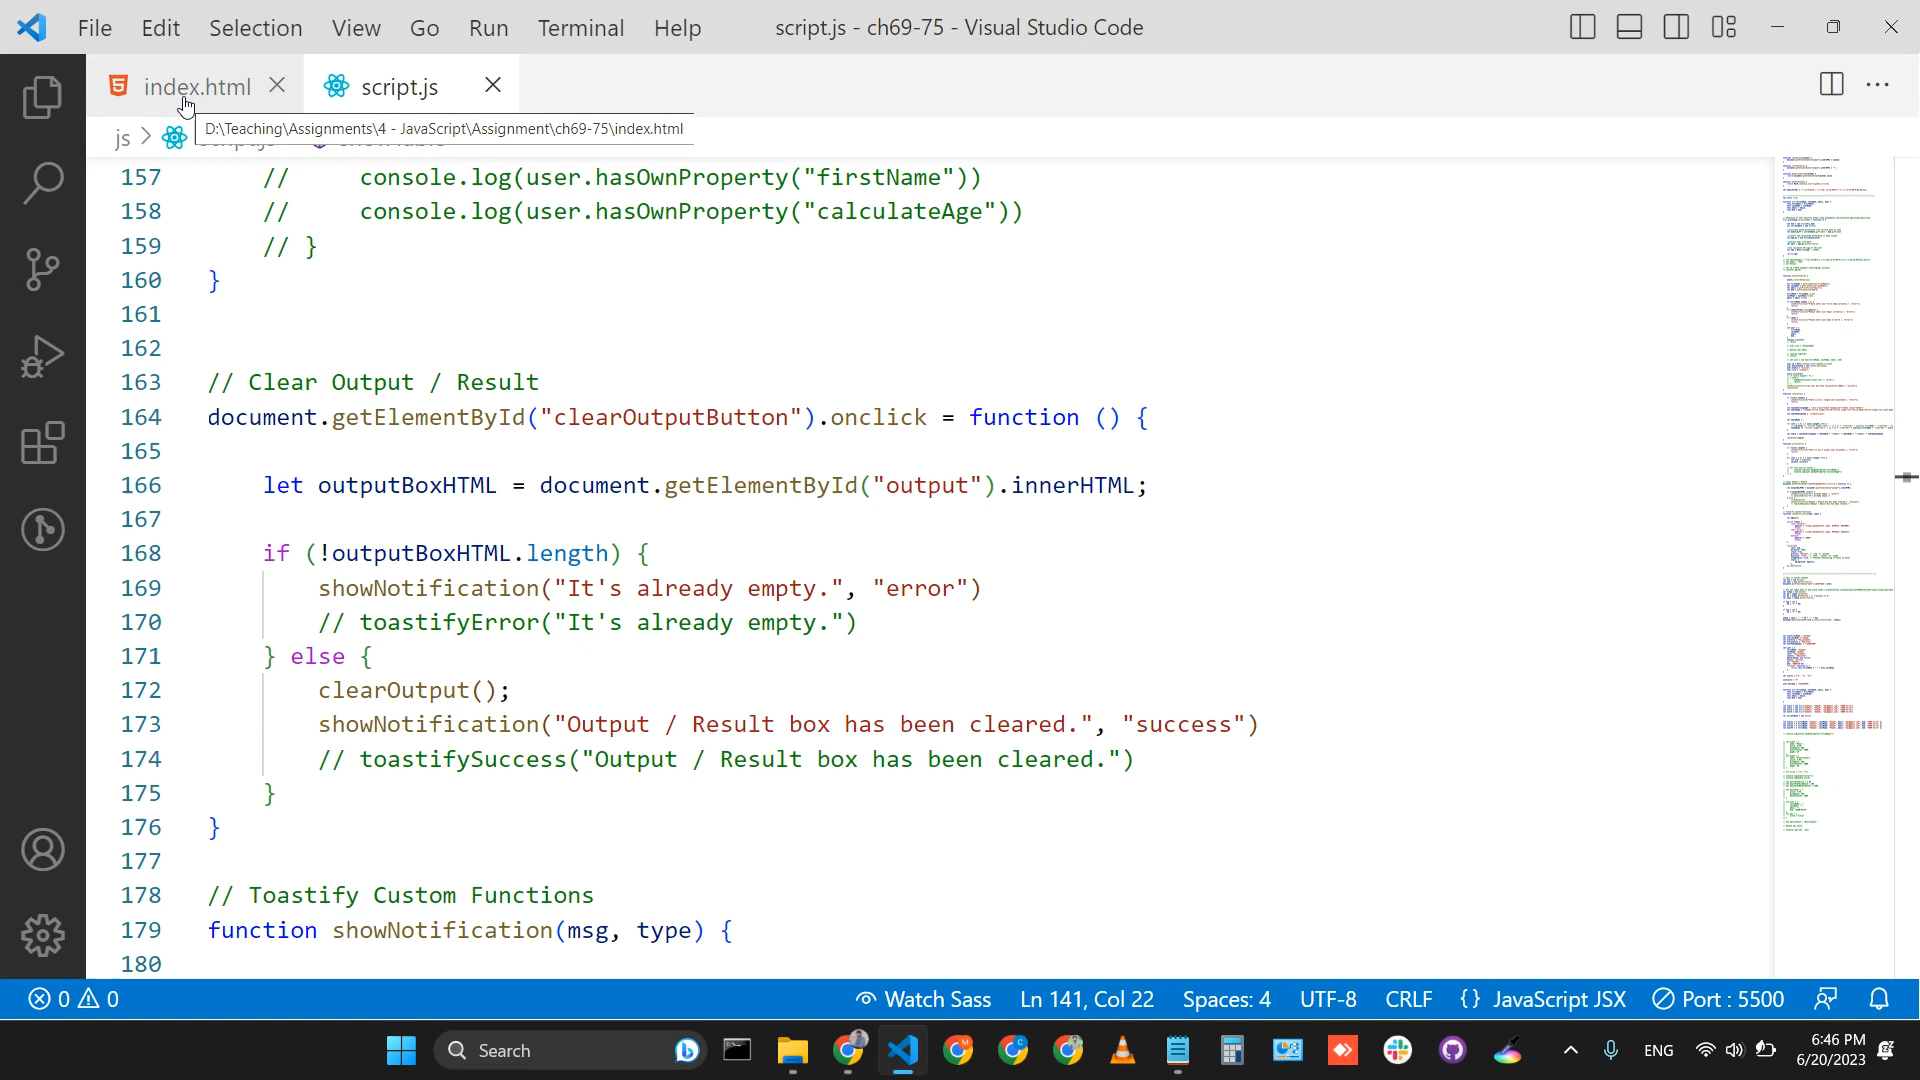 File Edit Selection View Go Run Terminal Help script.js - ch69-75 - Visual Studio Code
index.html script.js
js >
D:\Teaching\Assignments\4 - JavaScript\Assignment\ch69-75\index.html
157 // console.log(user.hasOwnProperty("firstName"))
158 // console.log(user.hasOwnProperty("calculateAge"))
159 // }
160 }
161
162
163 // Clear Output / Result
164 document.getElementById("clearOutputButton").onclick = function () {
165
166 let outputBoxHTML = document.getElementById("output").innerHTML;
167
168 if (!outputBoxHTML.length) {
169 showNotification("It's already empty.", "error")
170 // toastifyError("It's already empty.")
171 } else {
172 clearOutput();
173 showNotification("Output / Result box has been cleared.", "success")
174 // toastifySuccess("Output / Result box has been cleared.")
175 }
176 }
177
178 // Toastify Custom Functions
179 function showNotification(msg, type) {
180
0 0 Watch Sass Ln 141, Col 22 Spaces: 4 UTF-8 CRLF {} JavaScript JSX Port : 5500
Search ENG 6:46 PM
6/20/2023